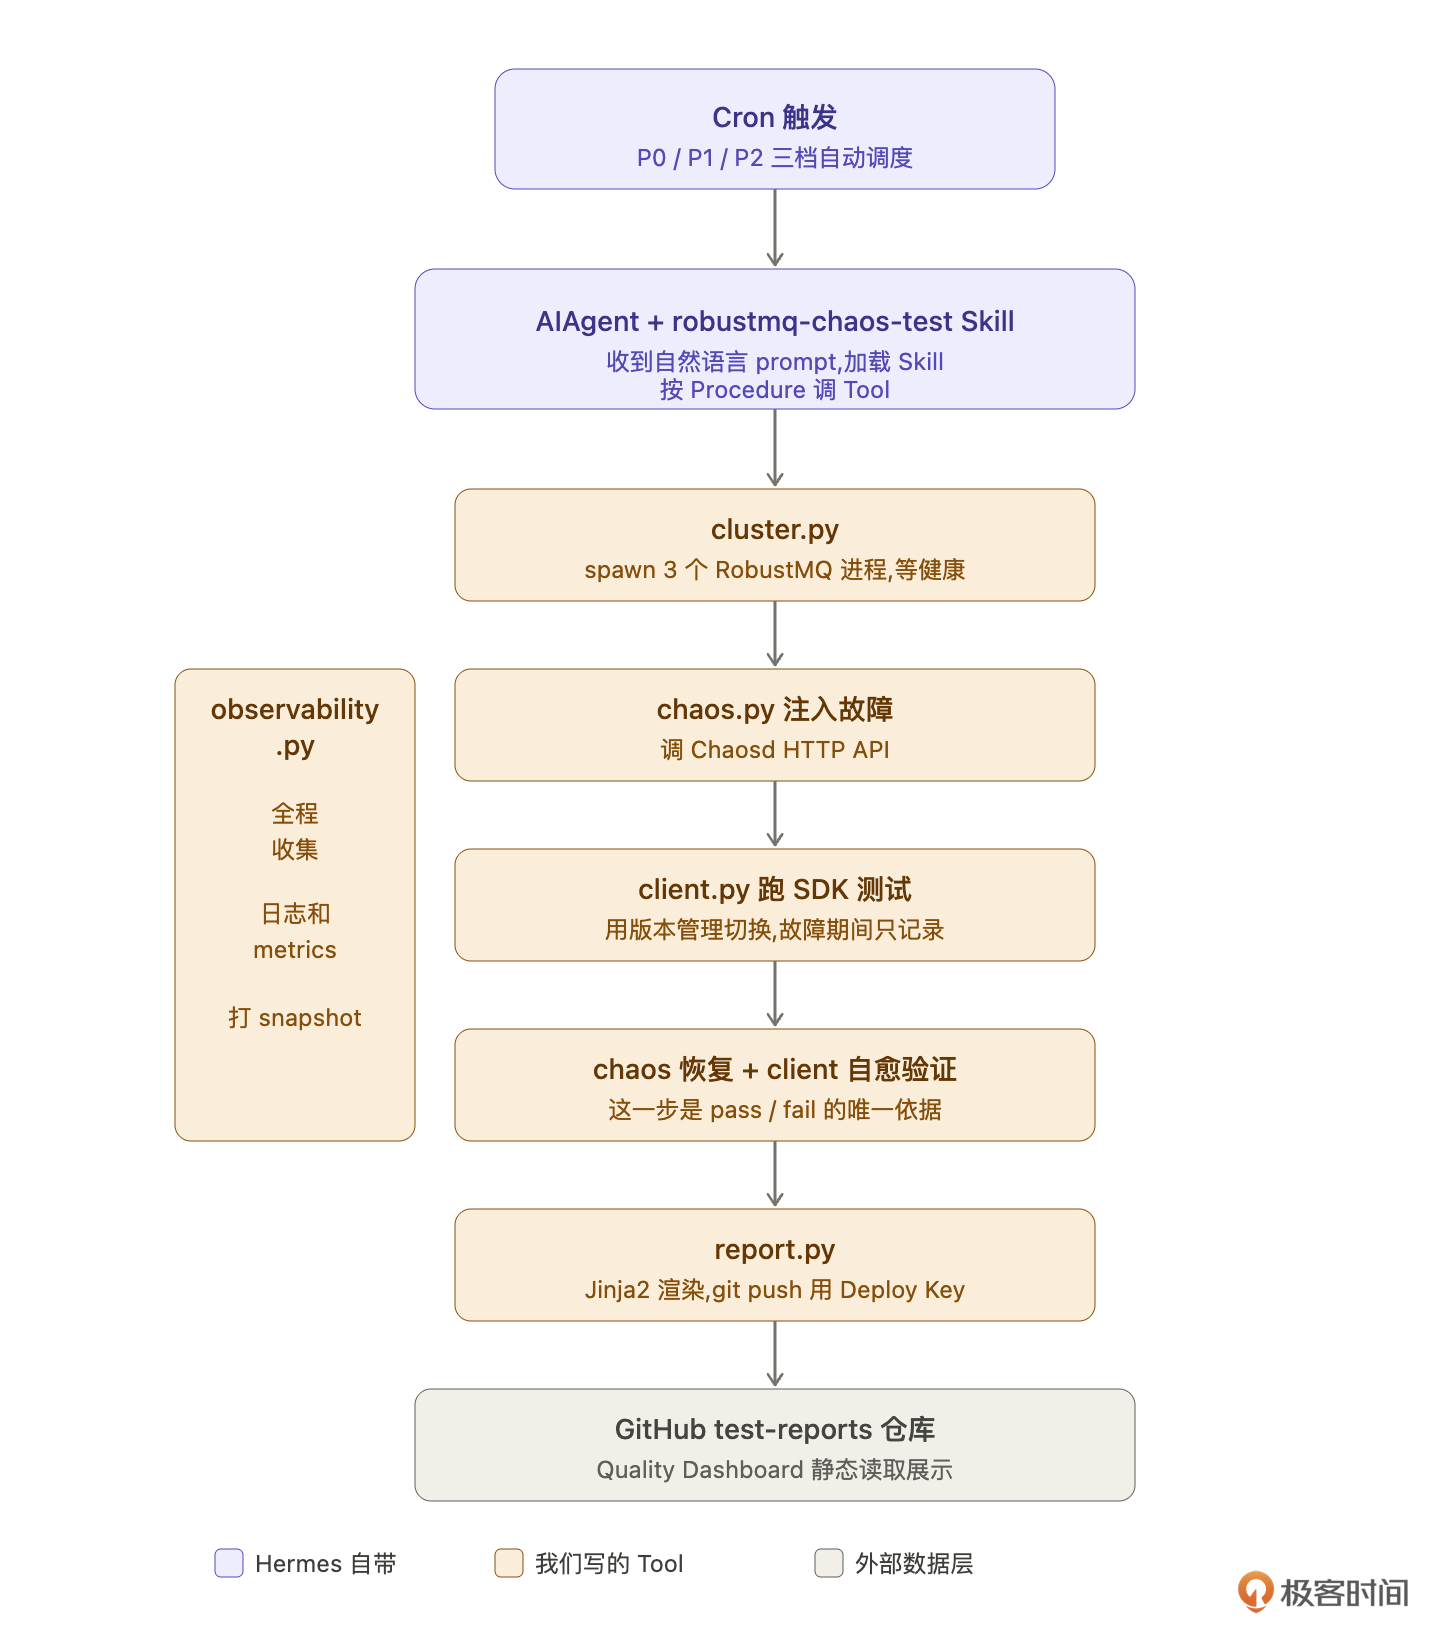 Cron 触发
P0 / P1 / P2 三档自动调度
AIAgent + robustmq-chaos-test Skill
收到自然语言 prompt,加载 Skill
按 Procedure 调 Tool
cluster.py
spawn 3 个 RobustMQ 进程,等健康
observability
.py
全程
收集
日志和
metrics
打 snapshot
chaos.py 注入故障
调 Chaosd HTTP API
client.py 跑 SDK 测试
用版本管理切换,故障期间只记录
chaos 恢复 + client 自愈验证
这一步是 pass / fail 的唯一依据
report.py
Jinja2 渲染,git push 用 Deploy Key
GitHub test-reports 仓库
Quality Dashboard 静态读取展示
Hermes 自带
我们写的 Tool
外部数据层
极客时间